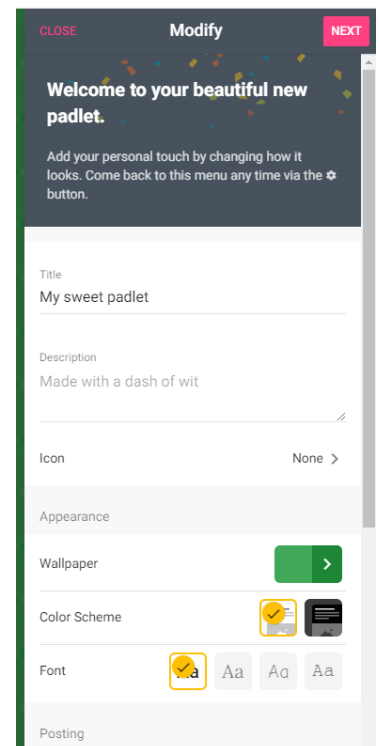 CLOSE Modify NEXT
Welcome to your beautiful new
padlet.
Add your personal touch by changing how it
looks. Come back to this menu any time via the
button.
Title
My sweet padlet
Description
Made with a dash of wit
Icon None
Appearance
Wallpaper
Color Scheme
Font Aa Aa Aa
Posting